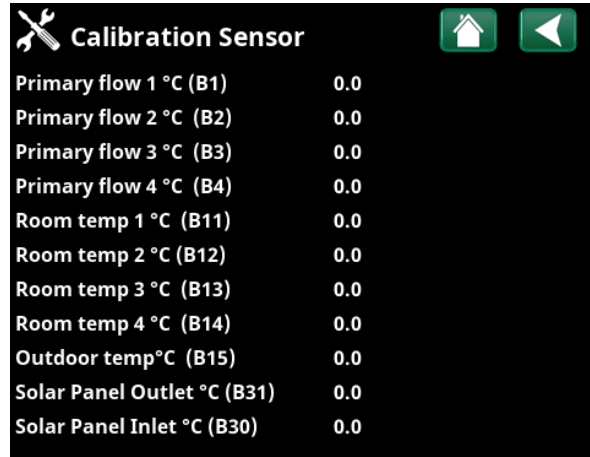 Calibration Sensor
Primary flow 1 °C (B1) 0.0
Primary flow 2 °C (B2) 0.0
Primary flow 3 °C (B3) 0.0
Primary flow 4 °C (B4) 0.0
Room temp 1 °C (B11) 0.0
Room temp 2 °C (B12) 0.0
Room temp 3 °C (B13) 0.0
Room temp 4 °C (B14) 0.0
Outdoor temp°C (B15) 0.0
Solar Panel Outlet °C (B31) 0.0
Solar Panel Inlet °C (B30) 0.0